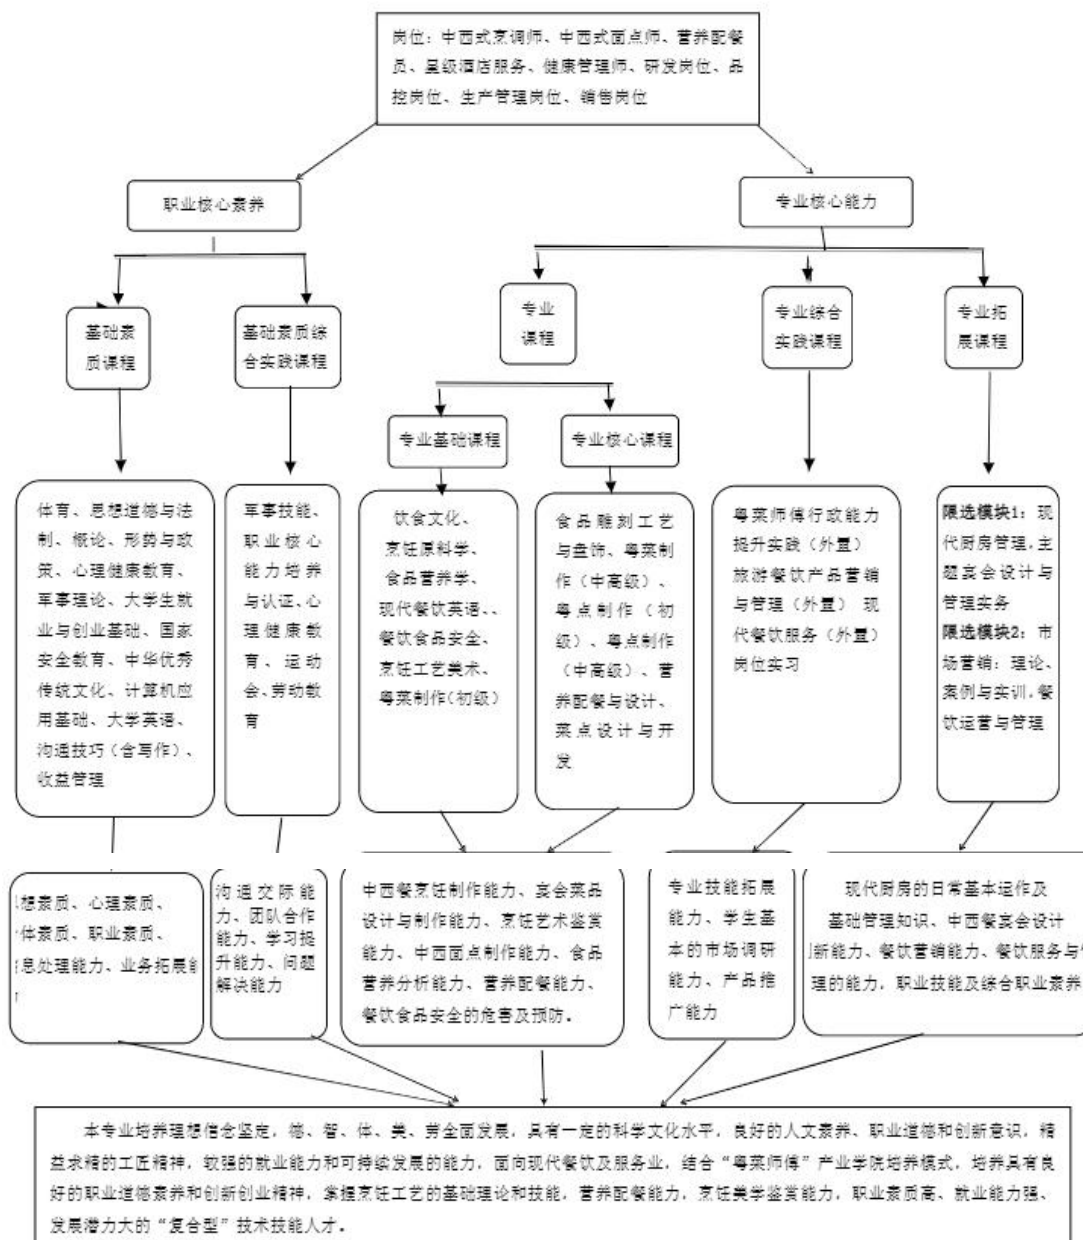 岗位：中西式烹调师、中西式面点师、营养配餐
员、星级酒店服务、健康管理师、研发岗位、品
控岗位、生产管理岗位、销售岗位
职业核心素养
专业核心能力
基础素
质课程
基础素质综
合实践课程
专业
课程
专业综合
实践课程
专业拓
展课程
专业基础课程
专业核心课程
体育、思想道德与法
制、概论、形势与政
策、心理健康教育、
军事理论、大学生就
业与创业基础、国家
安全教育、中华优秀
传统文化、计算机应
用基础、大学英语、
沟通技巧（含写作）、
收益管理
军事技能、
职业核心
能力培养
与认证、心
理健康教
育、运动
会、劳动教
育
饮食文化、
烹饪原料学、
食品营养学、
现代餐饮英语、、
餐饮食品安全、
烹饪工艺美术、
粤菜制作（初级）
食品雕刻工艺
与盘饰、粤菜制
作（中高级）、
粤点制作（初
级）、粤点制作
（中高级）、营
养配餐与设计、
菜点设计与开
发
粤菜师傅行政能力
提升实践（外置）
旅游餐饮产品营销
与管理（外置） 现
代餐饮服务（外置）
岗位实习
限选模块1：现
代厨房管理，主
题宴会设计与
管理实务
限选模块2：市
场营销：理论、
案例与实训，餐
饮运营与管理
想素质、心理素质、
体素质、职业素质、
息处理能力、业务拓展能
沟通交际能
力、团队合作
能力、学习提
升能力、问题
解决能力
中西餐烹饪制作能力、宴会菜品
设计与制作能力、烹饪艺术鉴赏
能力、中西面点制作能力、食品
营养分析能力、营养配餐能力、
餐饮食品安全的危害及预防。
专业技能拓展
能力、学生基
本的市场调研
能力、产品推
广能力
现代厨房的日常基本运作及
基础管理知识、中西餐宴会设计
新能力、餐饮营销能力、餐饮服务与
理的能力，职业技能及综合职业素养
本专业培养理想信念坚定，德、智、体、美、劳全面发展，具有一定的科学文化水平，良好的人文素养、职业道德和创新意识，精
益求精的工匠精神，较强的就业能力和可持续发展的能力，面向现代餐饮及服务业，结合“粤菜师傅”产业学院培养模式，培养具有良
好的职业道德素养和创新创业精神，掌握烹饪工艺的基础理论和技能，营养配餐能力，烹饪美学鉴赏能力，职业素质高、就业能力强、
发展潜力大的“复合型”技术技能人才。